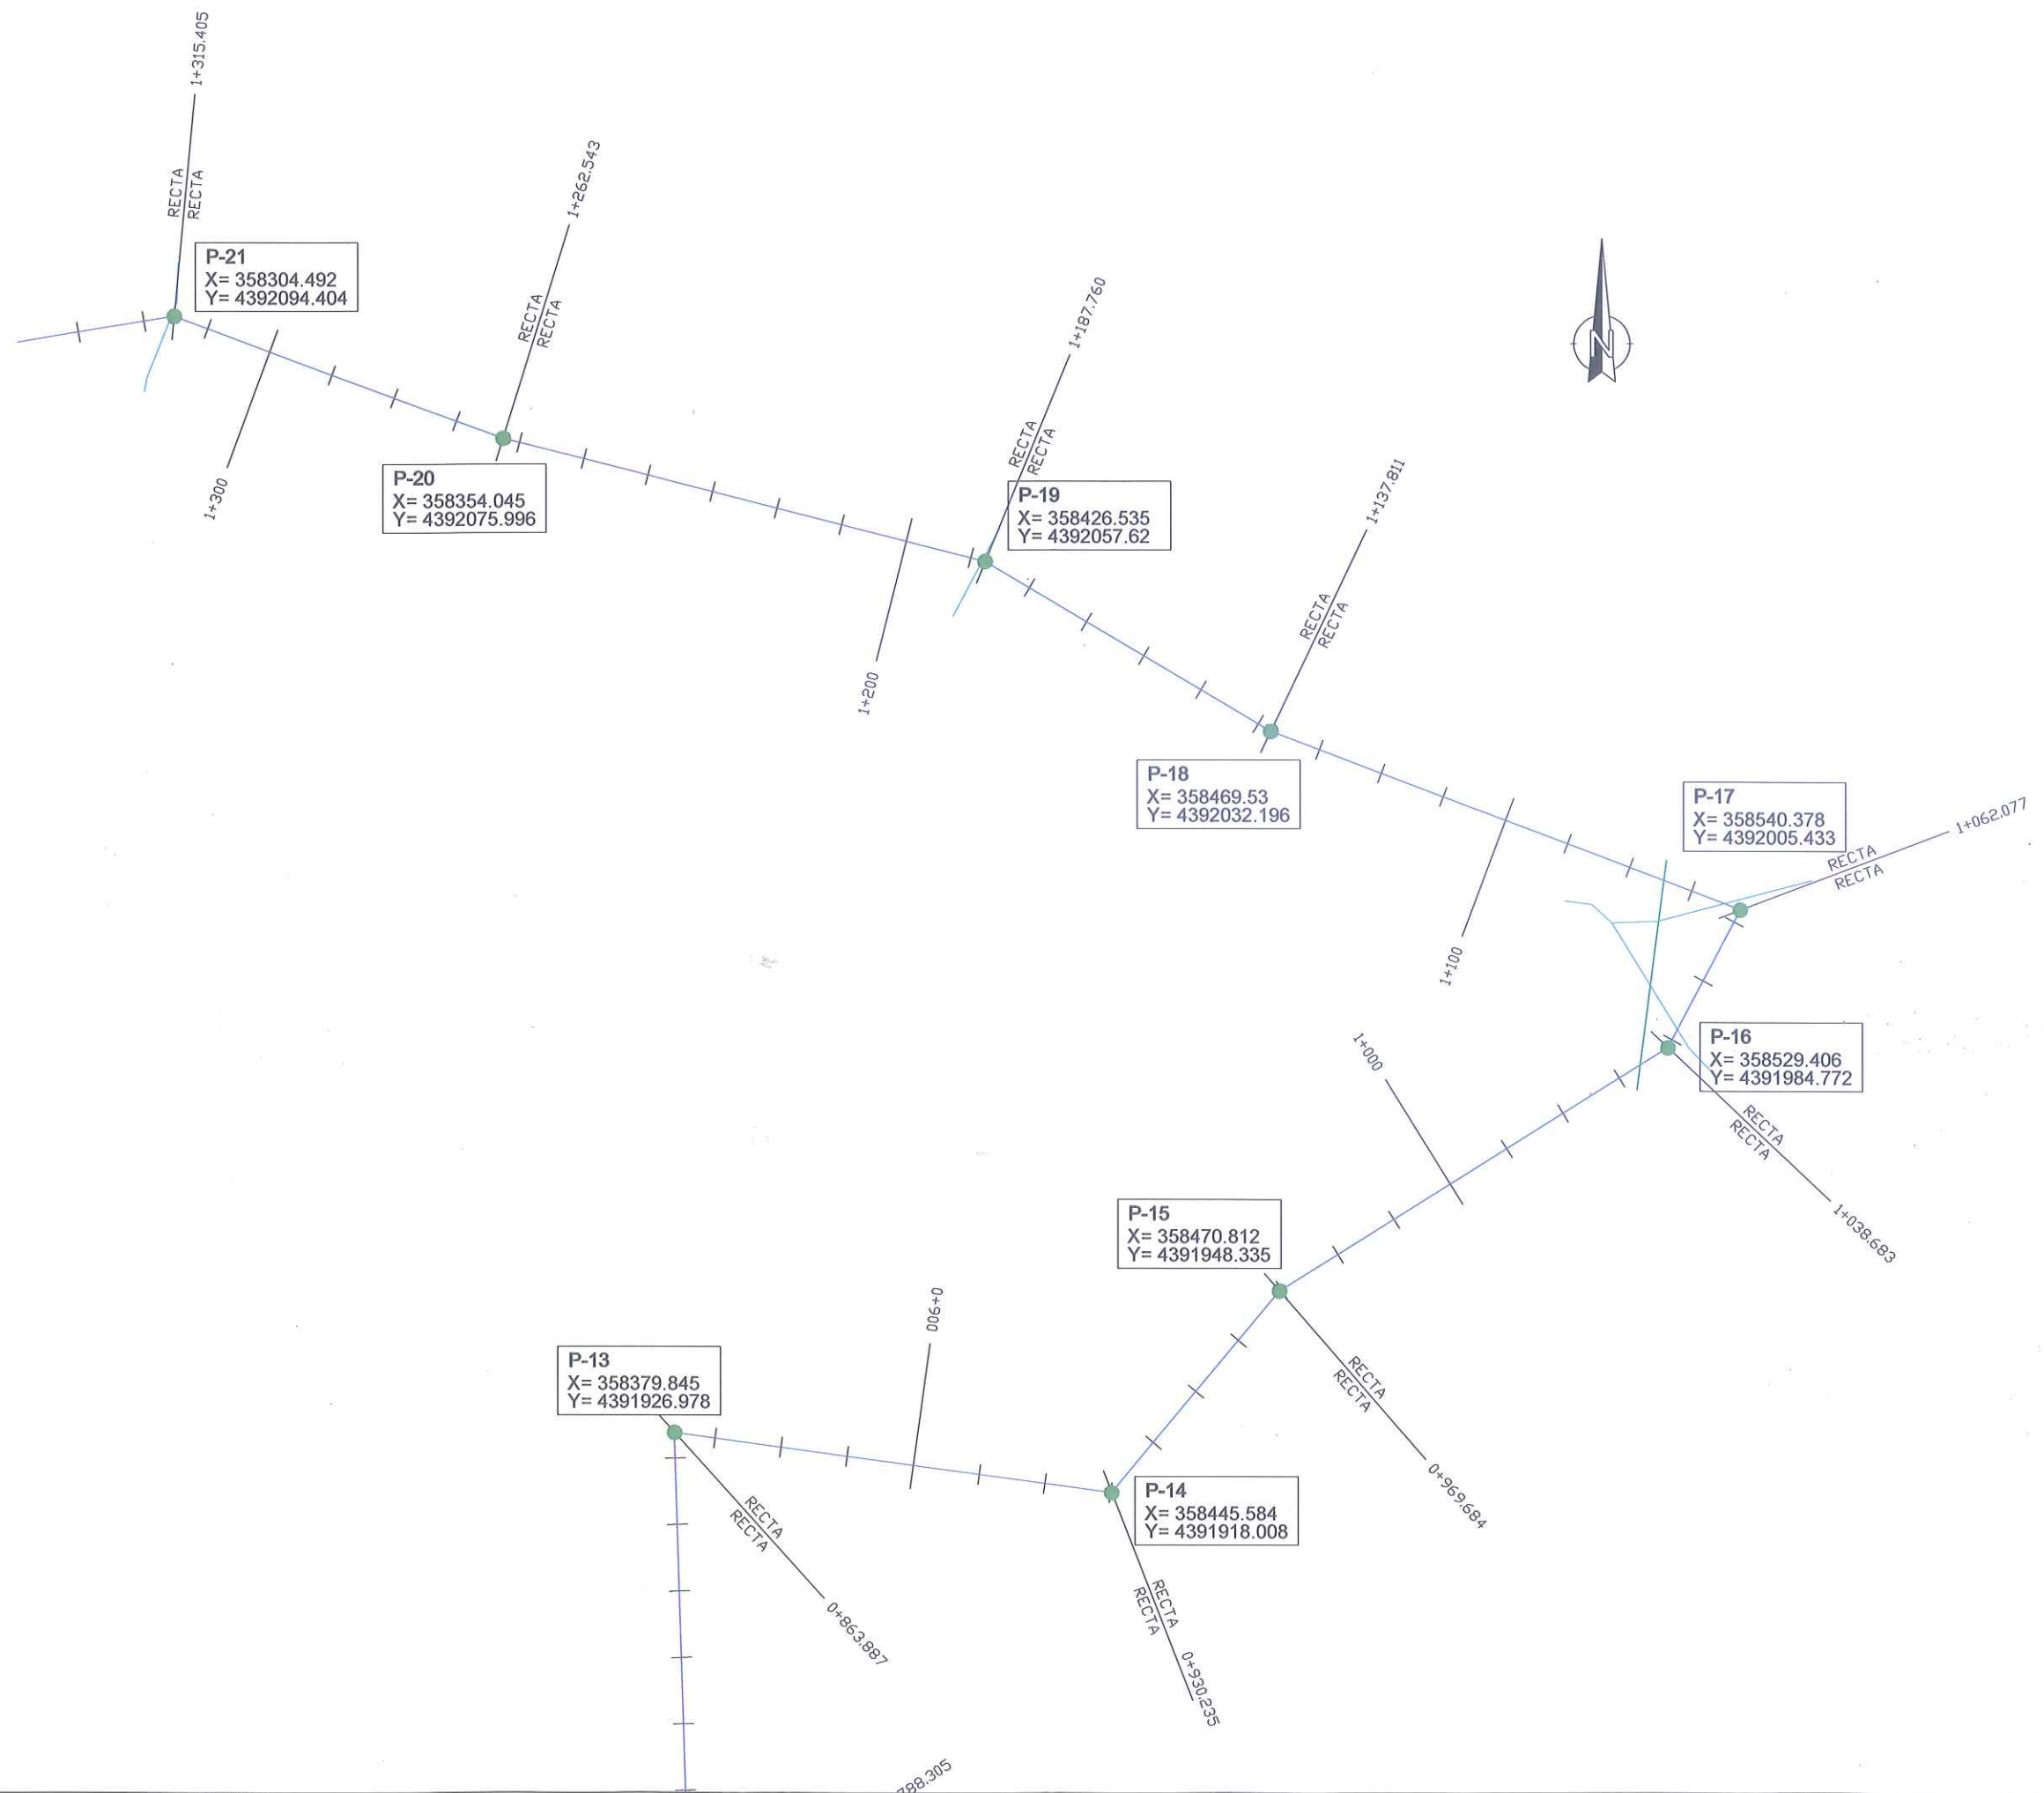 1+315.405
RECTA
RECTA
P-21
X= 358304.492
Y= 4392094.404
1+300
1+262.543
RECTA
RECTA
P-20
X= 358354.045
Y= 4392075.996
1+187.760
RECTA
RECTA
P-19
X= 358426.535
Y= 4392057.62
1+200
N
1+137.811
RECTA
RECTA
P-18
X= 358469.53
Y= 4392032.196
P-17
X= 358540.378
Y= 4392005.433
1+062.077
RECTA
RECTA
1+100
1+000
P-16
X= 358529.406
Y= 4391984.772
RECTA
RECTA
1+038.683
P-15
X= 358470.812
Y= 4391948.335
RECTA
RECTA
0+969.684
0+900
P-13
X= 358379.845
Y= 4391926.978
RECTA
RECTA
0+863.887
P-14
X= 358445.584
Y= 4391918.008
RECTA
RECTA
0+930.235
788.305